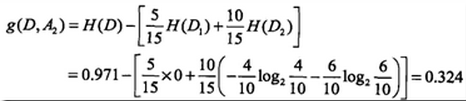 g(D, A₂) = H(D) − [5/15 H(D₁) + 10/15 H(D₂)]
= 0.971 − [5/15 × 0 + 10/15 (−4/10 log₂ 4/10 − 6/10 log₂ 6/10)] = 0.324